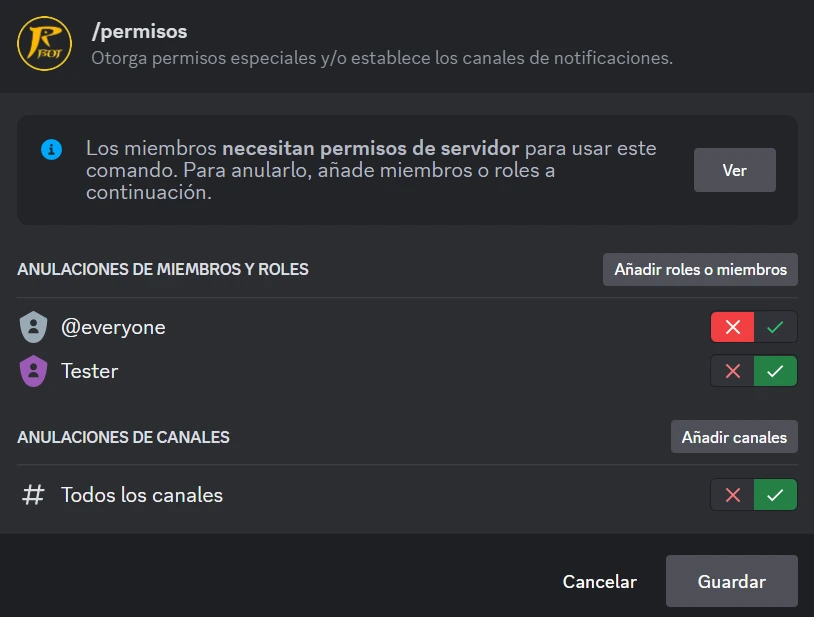 R
BOT
/permisos
Otorga permisos especiales y/o establece los canales de notificaciones.
Los miembros necesitan permisos de servidor para usar este
comando. Para anularlo, añade miembros o roles a
continuación.
Ver
ANULACIONES DE MIEMBROS Y ROLES
Añadir roles o miembros
@everyone
Tester
ANULACIONES DE CANALES
Añadir canales
# Todos los canales
Cancelar
Guardar